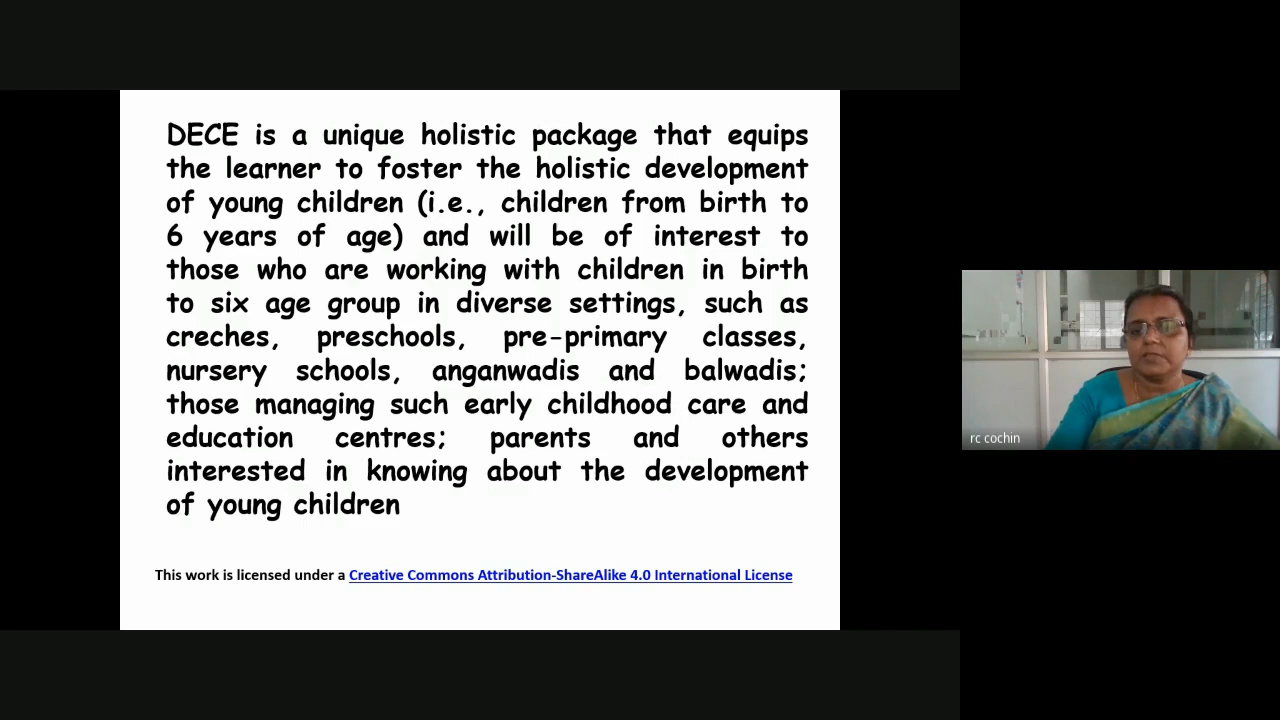 DECE is a unique holistic package that equips
the learner to foster the holistic development
of young children (i.e., children from birth to
6 years of age) and will be of interest to
those who are working with children in birth
to six age group in diverse settings, such as
creches, preschools, pre-primary classes,
nursery schools, anganwadis and balwadis;
those managing such early childhood care and
education centres; parents and others
interested in knowing about the development
of young children
This work is licensed under a Creative Commons Attribution-ShareAlike 4.0 International License
rc cochin